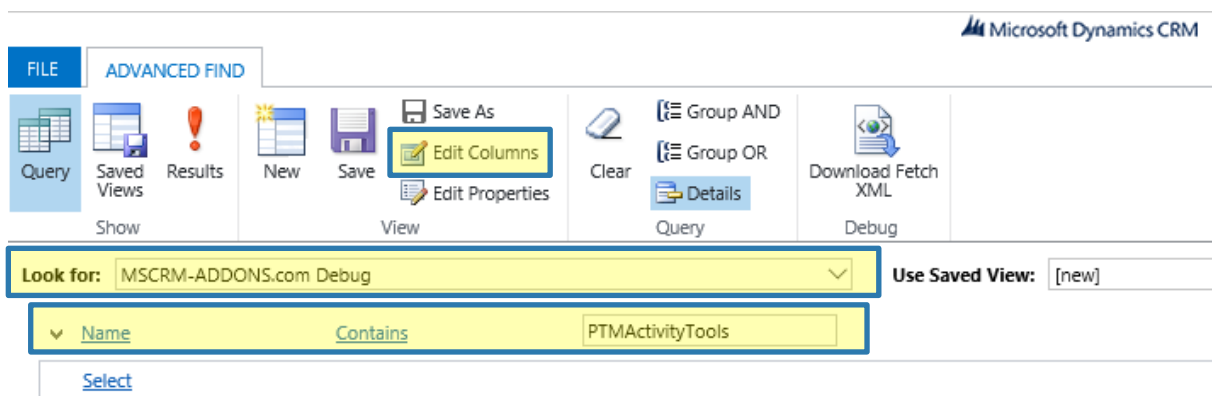 Microsoft Dynamics CRM
FILE
ADVANCED FIND
Query
Saved Views
Results
New
Save
Save As
Edit Columns
Edit Properties
Clear
Group AND
Group OR
Details
Download Fetch XML
Show
View
Query
Debug
Look for: MSCRM-ADDONS.com Debug
Use Saved View: [new]
Name Contains PTMActivityTools
Select